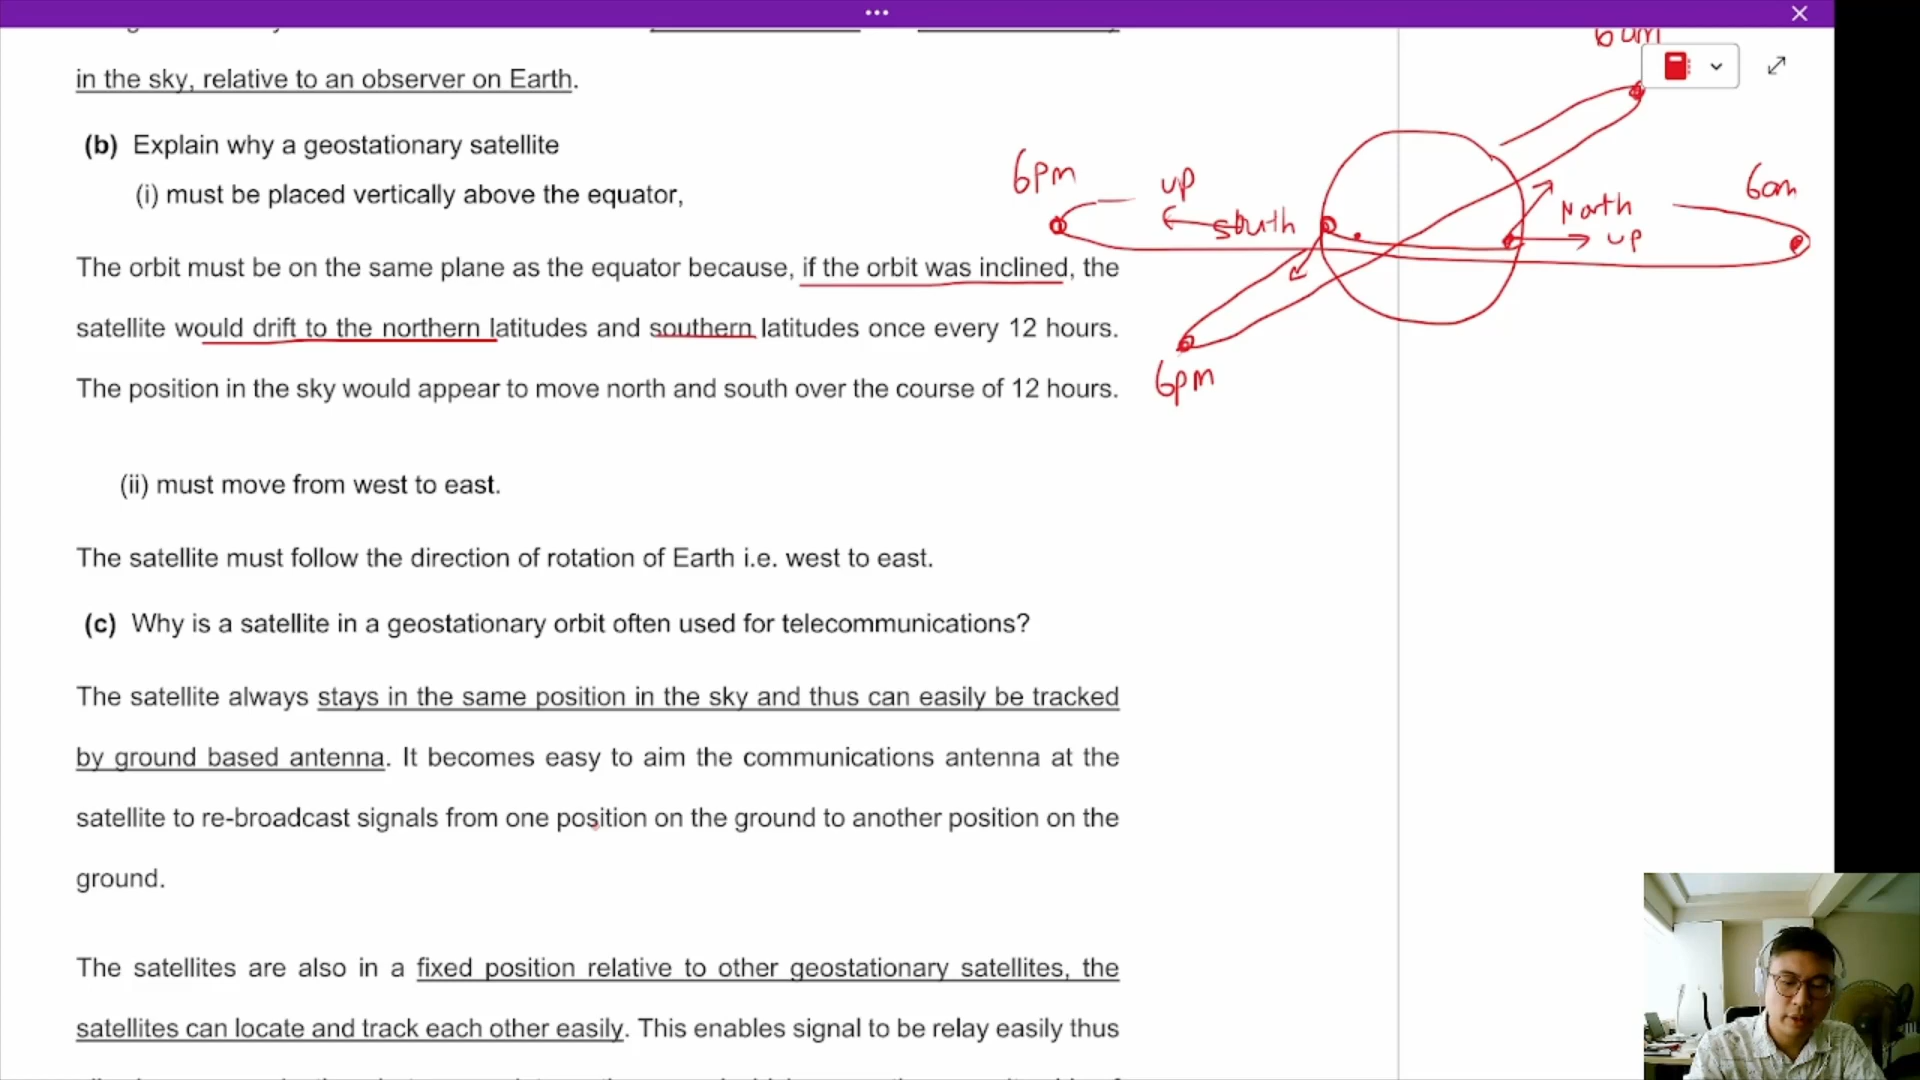 in the sky, relative to an observer on Earth.
(b) Explain why a geostationary satellite
(i) must be placed vertically above the equator,
The orbit must be on the same plane as the equator because, if the orbit was inclined, the
satellite would drift to the northern latitudes and southern latitudes once every 12 hours.
The position in the sky would appear to move north and south over the course of 12 hours.
(ii) must move from west to east.
The satellite must follow the direction of rotation of Earth i.e. west to east.
(c) Why is a satellite in a geostationary orbit often used for telecommunications?
The satellite always stays in the same position in the sky and thus can easily be tracked
by ground based antenna. It becomes easy to aim the communications antenna at the
satellite to re-broadcast signals from one position on the ground to another position on the
ground.
The satellites are also in a fixed position relative to other geostationary satellites, the
satellites can locate and track each other easily. This enables signal to be relay easily thus
6am
6pm
up
South
North
up
6am
6pm